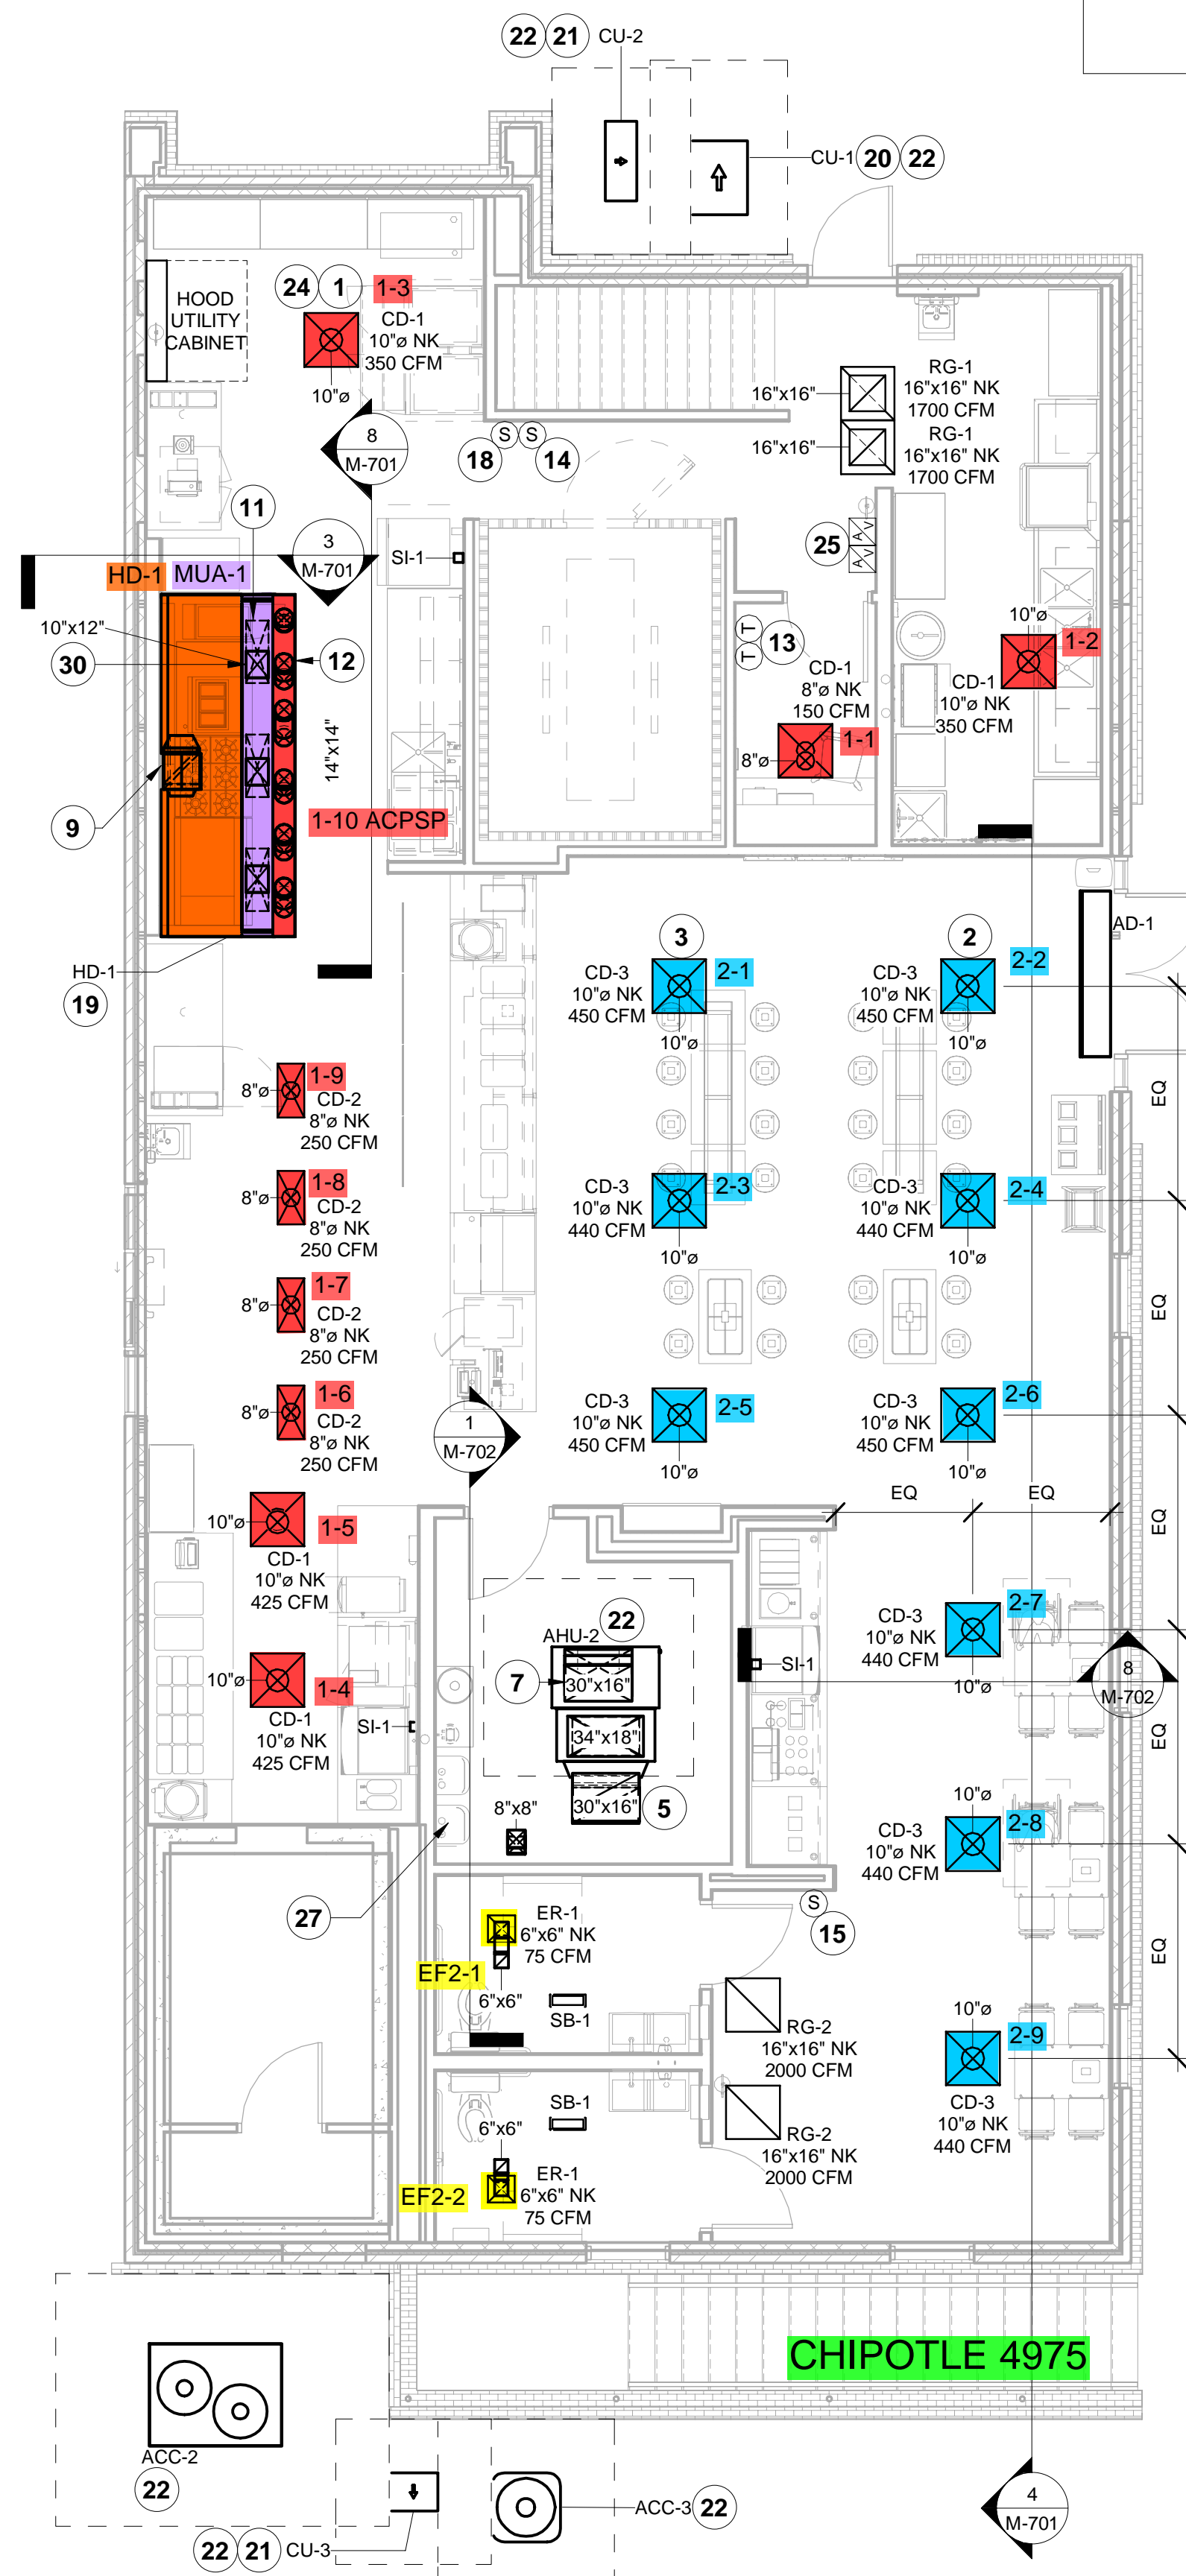 22 21 CU-2
CU-1 20 22
24 1 1-3
HOOD
UTILITY
CABINET
CD-1
10"ø NK
350 CFM
10"ø
8
M-701
S S
18 14
RG-1
16"x16" NK
1700 CFM
16"x16"
RG-1
16"x16" NK
1700 CFM
16"x16"
11
3
M-701
SI-1
25
A V
A V
HD-1 MUA-1
10"x12"
30
12
14"x14"
9
1-10 ACPSP
HD-1
19
T
T
13
CD-1
8"ø NK
150 CFM
8"ø
1-1
10"ø
1-2
CD-1
10"ø NK
350 CFM
AD-1
3
CD-3
10"ø NK
450 CFM
2-1
10"ø
2
CD-3
10"ø NK
450 CFM
2-2
10"ø
EQ
8"ø
1-9
CD-2
8"ø NK
250 CFM
8"ø
1-8
CD-2
8"ø NK
250 CFM
CD-3
10"ø NK
440 CFM
2-3
10"ø
CD-3
10"ø NK
440 CFM
2-4
10"ø
EQ
8"ø
1-7
CD-2
8"ø NK
250 CFM
8"ø
1-6
CD-2
8"ø NK
250 CFM
1
M-702
CD-3
10"ø NK
450 CFM
2-5
10"ø
CD-3
10"ø NK
450 CFM
2-6
10"ø
EQ EQ
EQ
10"ø
1-5
CD-1
10"ø NK
425 CFM
10"ø
1-4
CD-1
10"ø NK
425 CFM
SI-1
22
AHU-2
7
30"x16"
34"x18"
30"x16"
5
8"x8"
SI-1
CD-3
10"ø NK
440 CFM
2-7
10"ø
8
M-702
EQ
10"ø
CD-3
10"ø NK
440 CFM
2-8
27
S
15
ER-1
6"x6" NK
75 CFM
EF2-1
6"x6"
SB-1
EQ
RG-2
16"x16" NK
2000 CFM
10"ø
2-9
CD-3
10"ø NK
440 CFM
SB-1
6"x6"
ER-1
6"x6" NK
75 CFM
EF2-2
RG-2
16"x16" NK
2000 CFM
CHIPOTLE 4975
ACC-2
22
ACC-3 22
22 21 CU-3
4
M-701